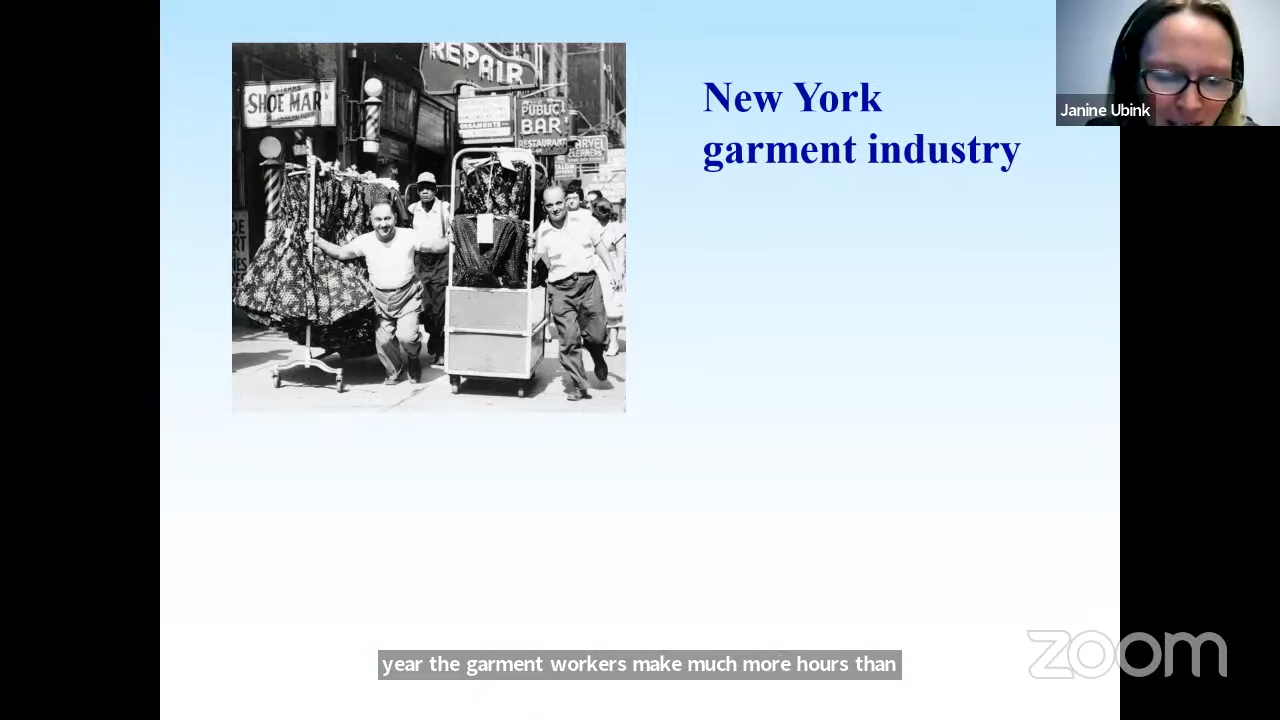 New York
garment industry
Janine Ubink
REPAIR
SHOE MAR
PUBLIC
BAR
RESTAURANT
year the garment workers make much more hours than
zoom